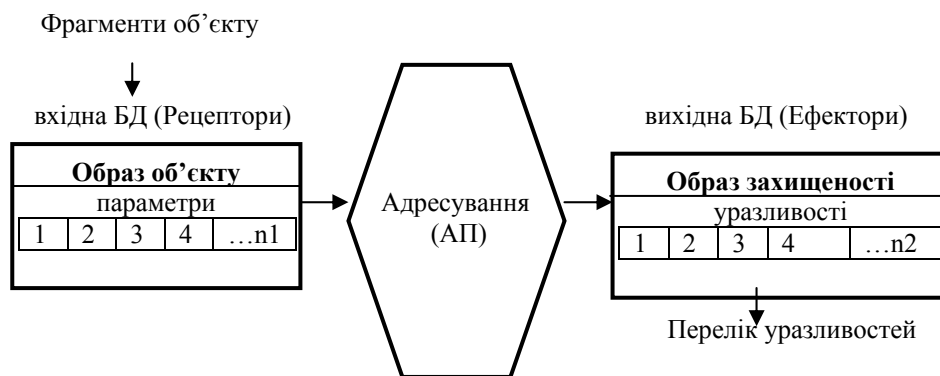 Фрагменти об’єкту
вхідна БД (Рецептори)
Образ об’єкту
параметри
1 2 3 4 …n1
Адресування
(АП)
вихідна БД (Ефектори)
Образ захищеності
уразливості
1 2 3 4 …n2
Перелік уразливостей